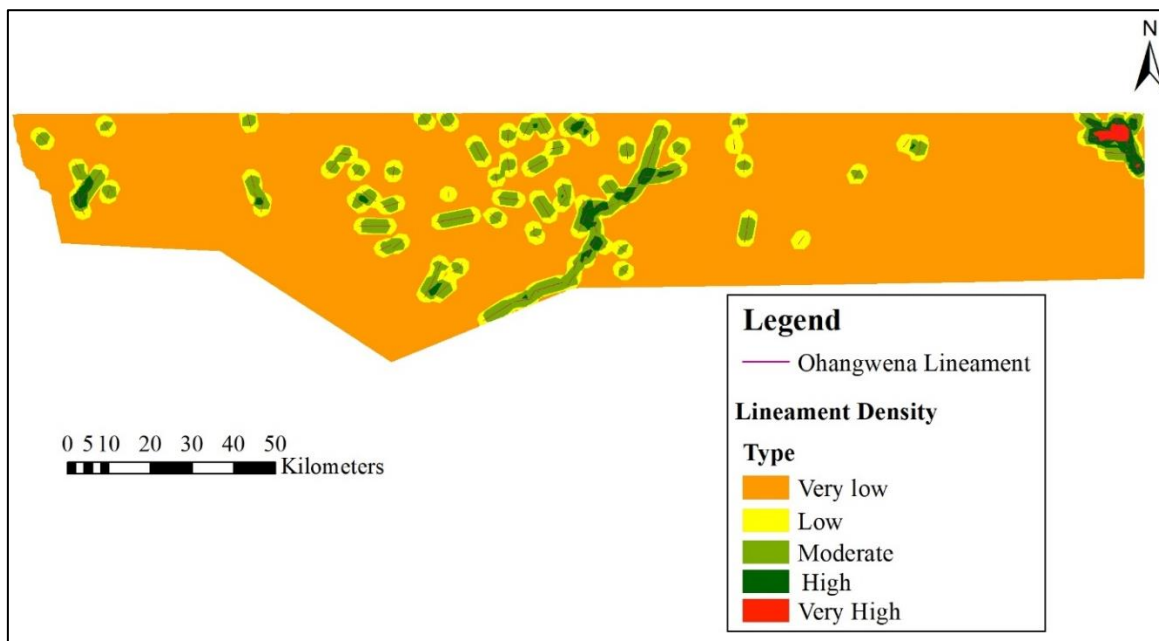 N
Legend
Ohangwena Lineament
Lineament Density
Type
Very low
Low
Moderate
High
Very High
0 5 10 20 30 40 50
Kilometers